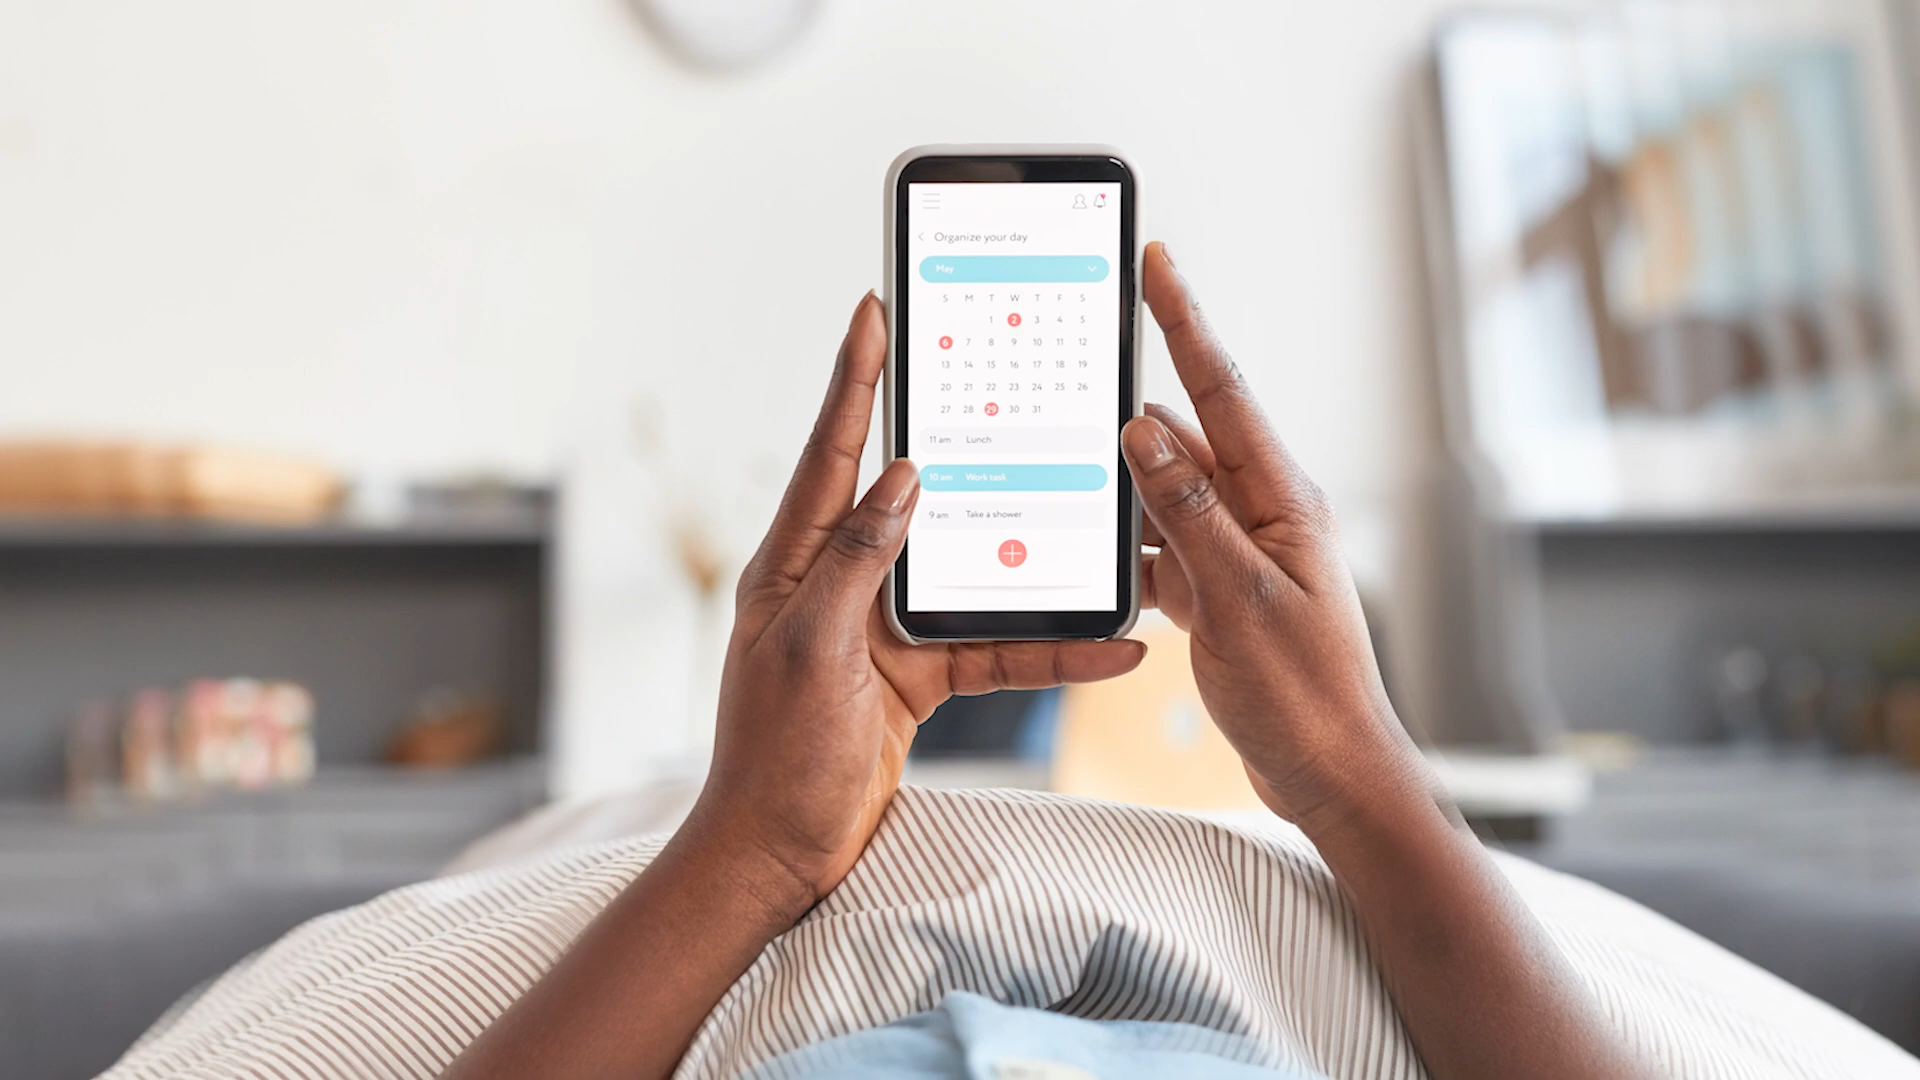 Organize your day
May
S M T W T F S
1 2 3 4 5
6 7 8 9 10 11 12
13 14 15 16 17 18 19
20 21 22 23 24 25 26
27 28 29 30 31
11 am Lunch
10 am Work task
9 am Take a shower